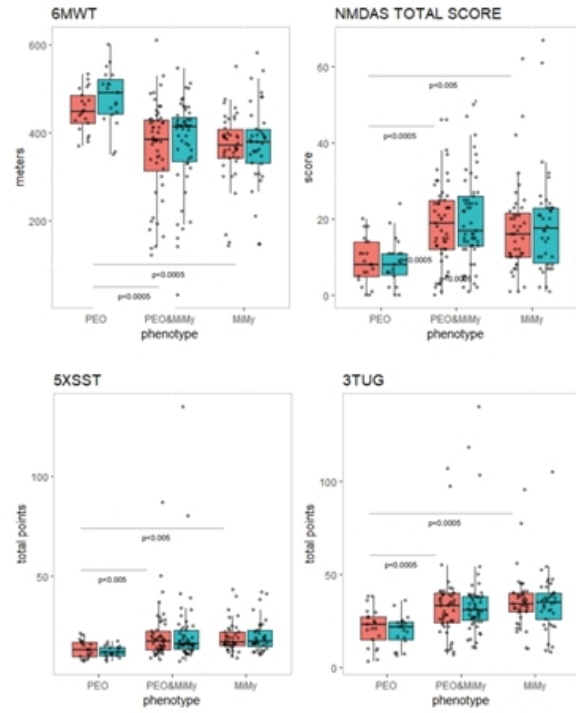 6MWT
600
400
200
meters
p<0.0005
p<0.0005
PEO
PEO&MiMy
MiMy
phenotype
NMDAS TOTAL SCORE
60
40
20
0
score
p<0.005
p<0.0005
PEO
PEO&MiMy
MiMy
phenotype
5XSST
100
50
total points
p<0.005
p<0.005
PEO
PEO&MiMy
MiMy
phenotype
3TUG
100
50
0
total points
p<0.0005
p<0.0005
PEO
PEO&MiMy
MiMy
phenotype